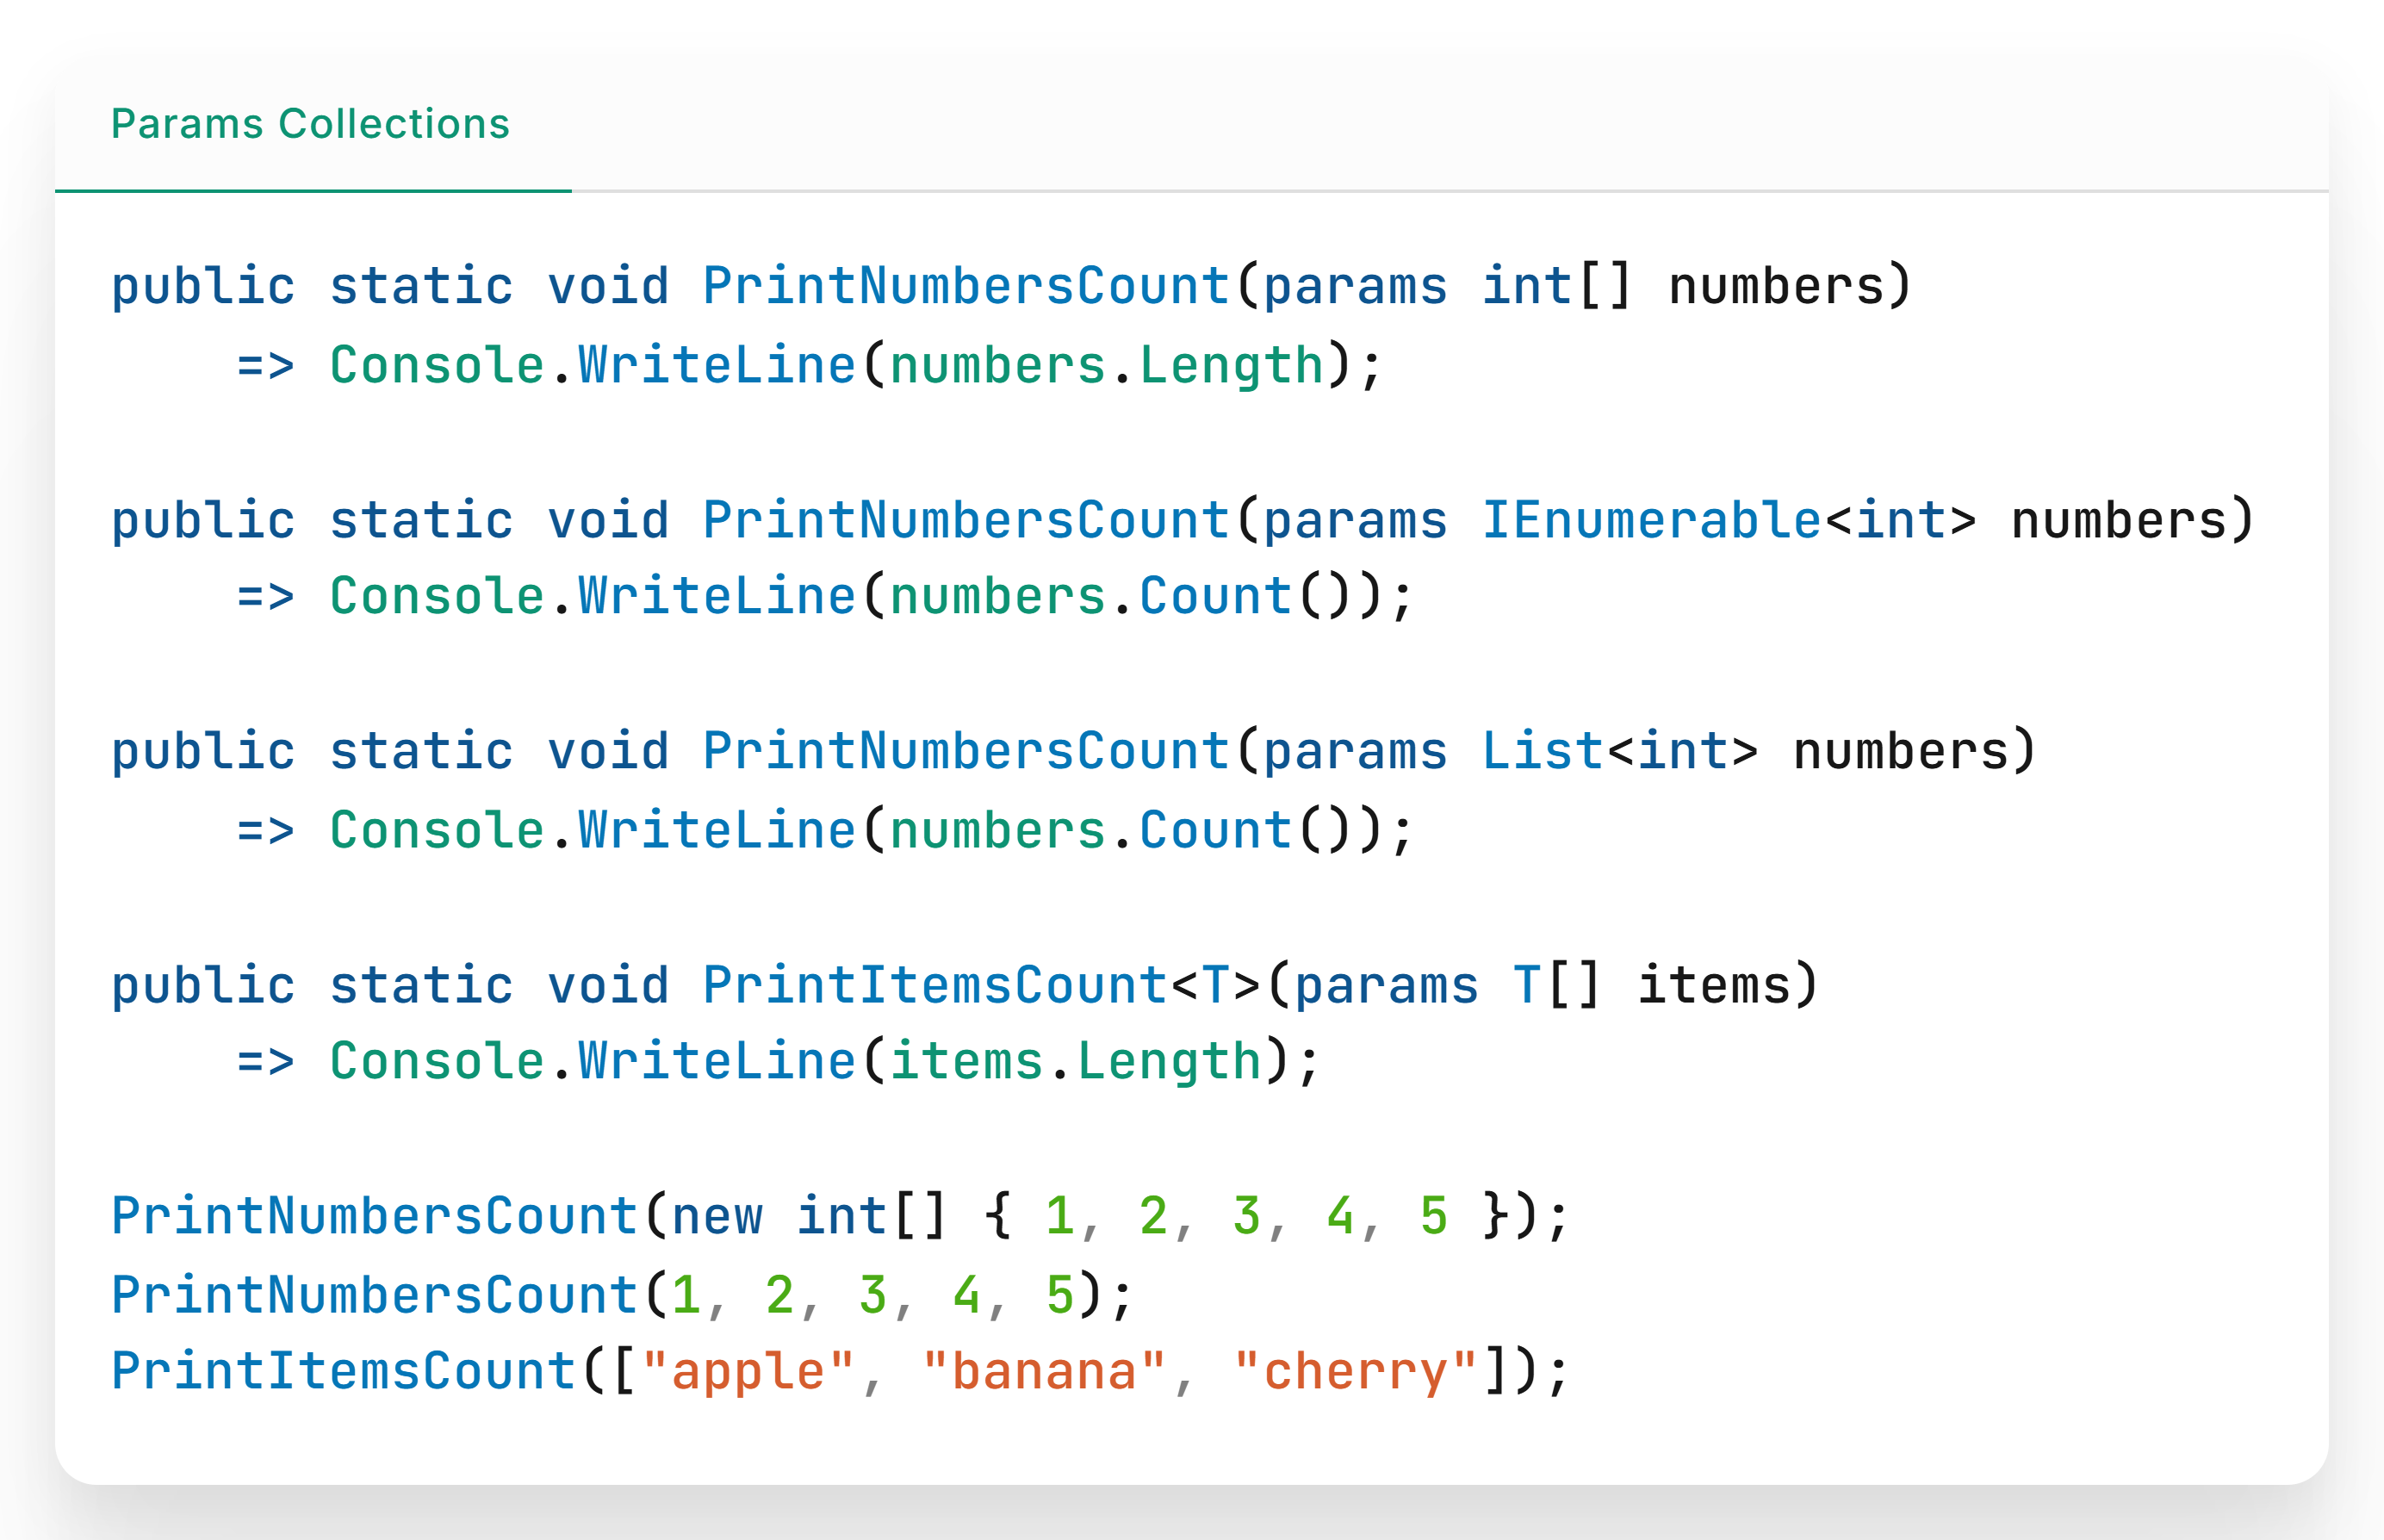 Params Collections
public static void PrintNumbersCount(params int[] numbers)
    => Console.WriteLine(numbers.Length);
public static void PrintNumbersCount(params IEnumerable<int> numbers)
    => Console.WriteLine(numbers.Count());
public static void PrintNumbersCount(params List<int> numbers)
    => Console.WriteLine(numbers.Count());
public static void PrintItemsCount<T>(params T[] items)
    => Console.WriteLine(items.Length);
PrintNumbersCount(new int[] { 1, 2, 3, 4, 5 });
PrintNumbersCount(1, 2, 3, 4, 5);
PrintItemsCount(["apple", "banana", "cherry"]);